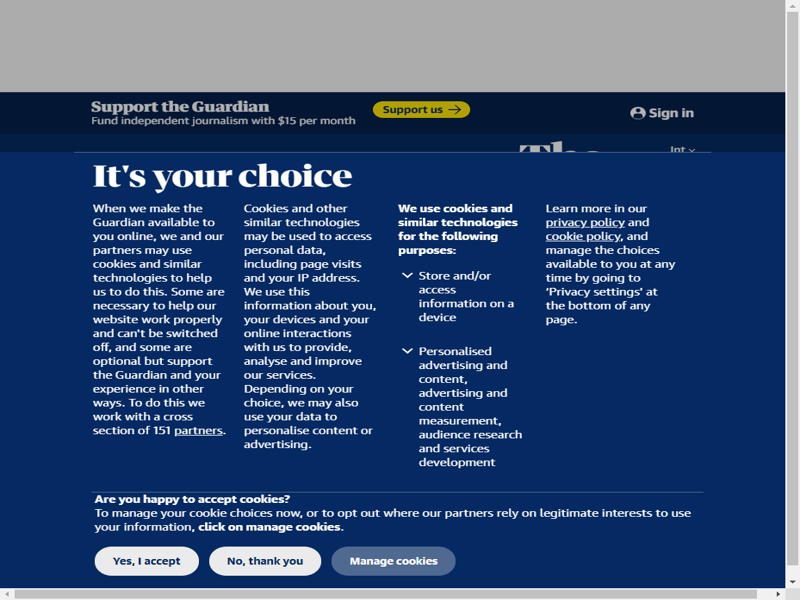 Support the Guardian
Fund independent journalism with $15 per month
Support us
Sign in
Int
It's your choice
When we make the
Guardian available to
you online, we and our
partners may use
cookies and similar
technologies to help
us to do this. Some are
necessary to help our
website work properly
and can't be switched
off, and some are
optional but support
the Guardian and your
experience in other
ways. To do this we
work with a cross
section of 151 partners.
Cookies and other
similar technologies
may be used to access
personal data,
including page visits
and your IP address.
We use this
information about you,
your devices and your
online interactions
with us to provide,
analyse and improve
our services.
Depending on your
choice, we may also
use your data to
personalise content or
advertising.
We use cookies and
similar technologies
for the following
purposes:
Store and/or
access
information on a
device
Personalised
advertising and
content,
advertising and
content
measurement,
audience research
and services
development
Learn more in our
privacy policy and
cookie policy, and
manage the choices
available to you at any
time by going to
'Privacy settings' at
the bottom of any
page.
Are you happy to accept cookies?
To manage your cookie choices now, or to opt out where our partners rely on legitimate interests to use
your information, click on manage cookies.
Yes, I accept
No, thank you
Manage cookies